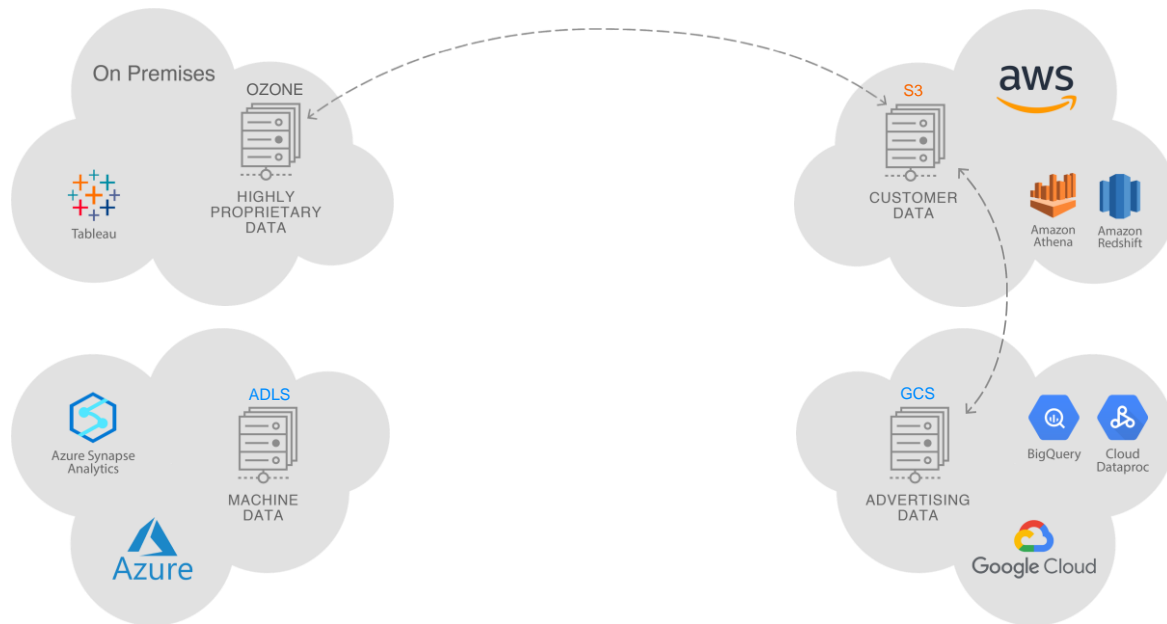 On Premises
OZONE
HIGHLY
PROPRIETARY
DATA
Tableau
S3
CUSTOMER
DATA
aws
Amazon
Athena
Amazon
Redshift
ADLS
MACHINE
DATA
Azure Synapse
Analytics
Azure
GCS
ADVERTISING
DATA
BigQuery
Cloud
Dataproc
Google Cloud